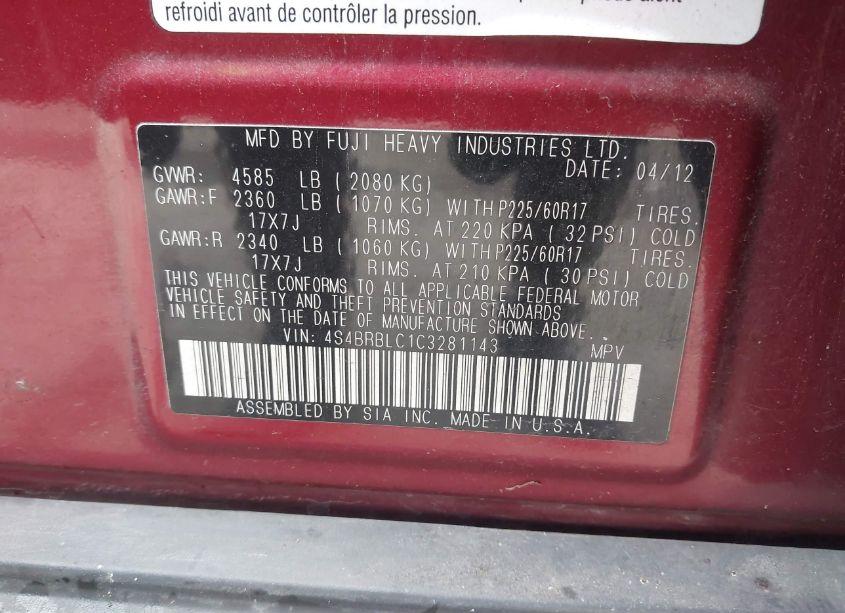 refroidi avant de contrôler la pression.
MFD BY FUJI HEAVY INDUSTRIES LTD.
DATE: 04/12
GVWR: 4585 LB ( 2080 KG)
GAWR:F 2360 LB ( 1070 KG) WITHP225/60R17 TIRES.
17X7J RIMS. AT 220 KPA ( 32 PSI) COLD
GAWR:R 2340 LB ( 1060 KG) WITHP225/60R17 TIRES.
17X7J RIMS. AT 210 KPA ( 30 PSI) COLD
THIS VEHICLE CONFORMS TO ALL APPLICABLE FEDERAL MOTOR
VEHICLE SAFETY AND THEFT PREVENTION STANDARDS
IN EFFECT ON THE DATE OF MANUFACTURE SHOWN ABOVE.
VIN: 4S4BRBLC1C3281143 MPV
ASSEMBLED BY SIA INC. MADE IN U.S.A.